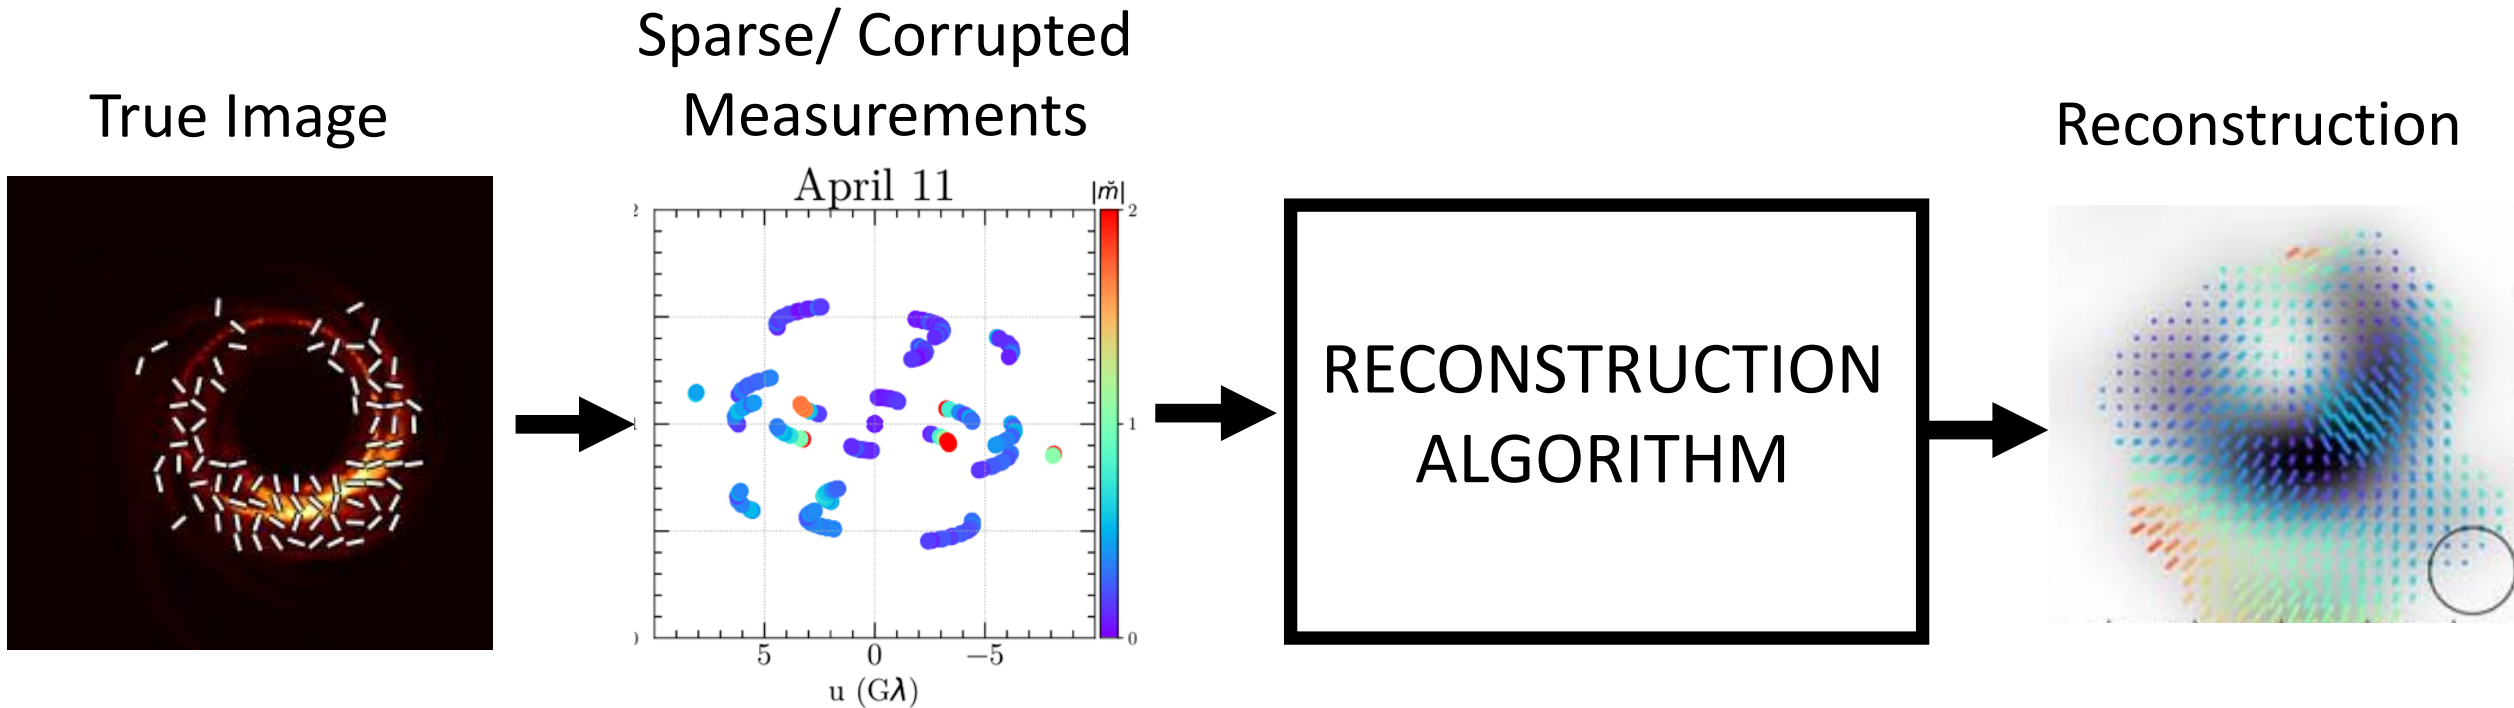 True Image
Sparse/ Corrupted
Measurements
April 11
|m̆|
2
1
0
5 0 −5
u (Gλ)
RECONSTRUCTION
ALGORITHM
Reconstruction